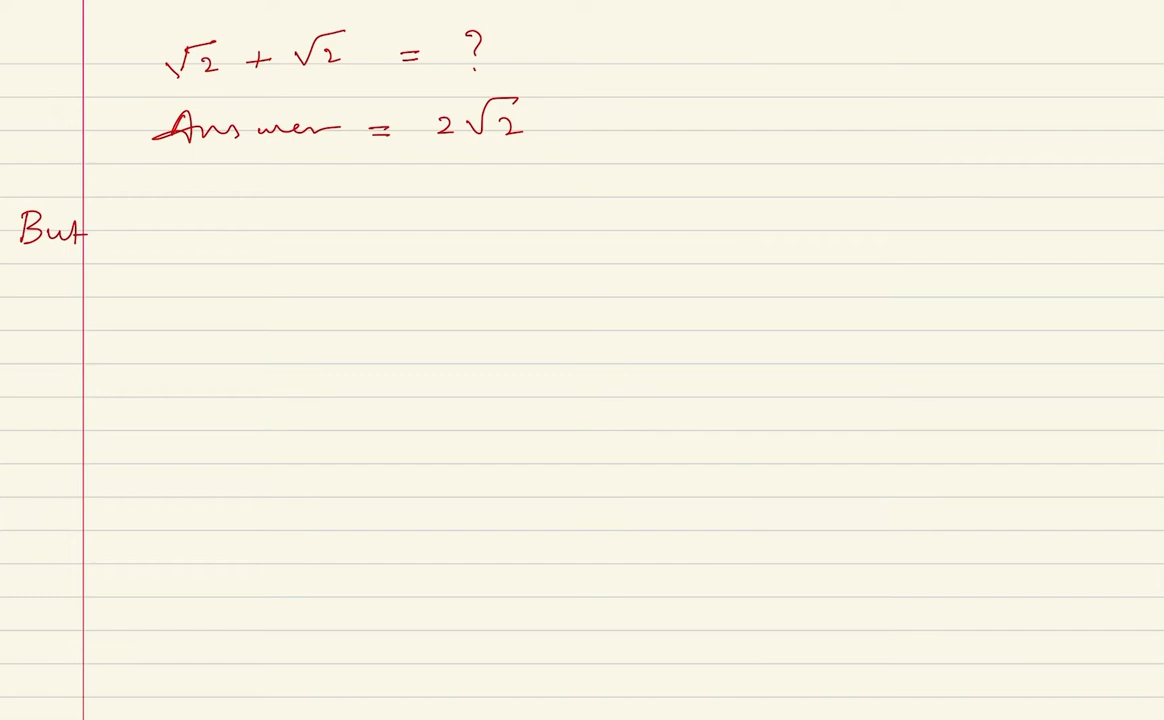 √2 + √2 = ?
Answer = 2√2
But